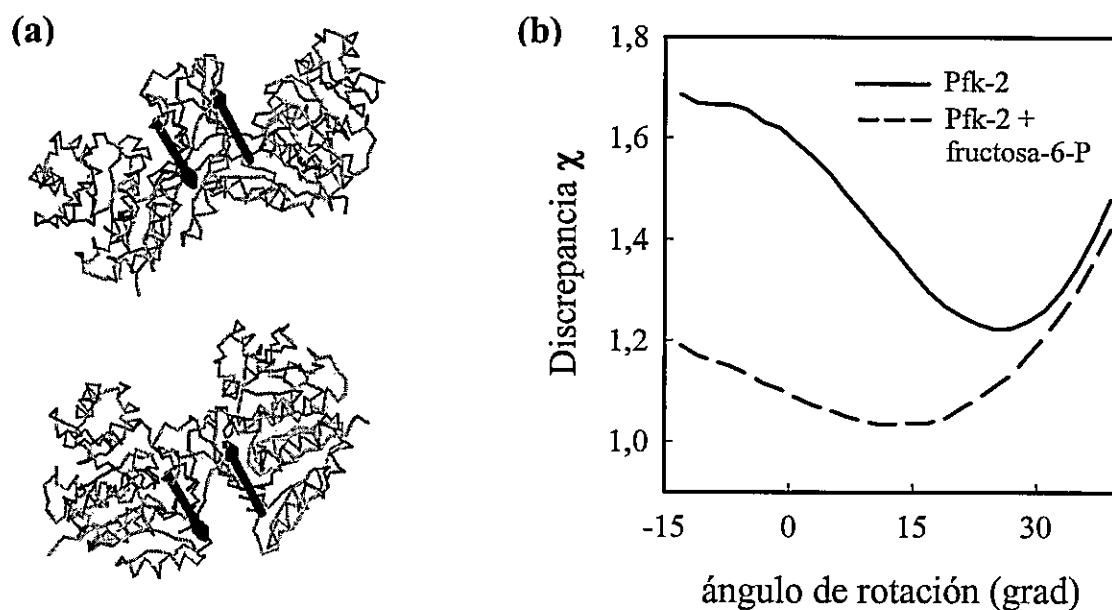 (a)
(b)
1,8
1,6
1,4
1,2
1,0
Discrepancia χ
Pfk-2
Pfk-2 +
fructosa-6-P
-15
0
15
30
ángulo de rotación (grad)